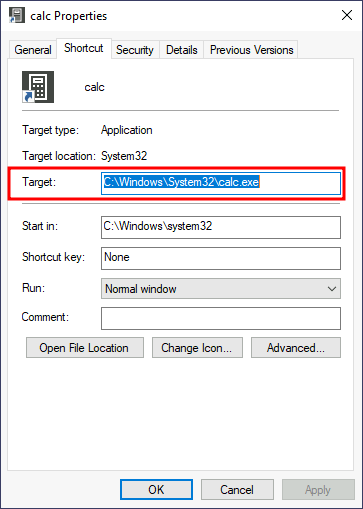 calc Properties
General Shortcut Security Details Previous Versions
calc
Target type: Application
Target location: System32
Target: C:\Windows\System32\calc.exe
Start in: C:\Windows\system32
Shortcut key: None
Run: Normal window
Comment:
Open File Location Change Icon... Advanced...
OK Cancel Apply